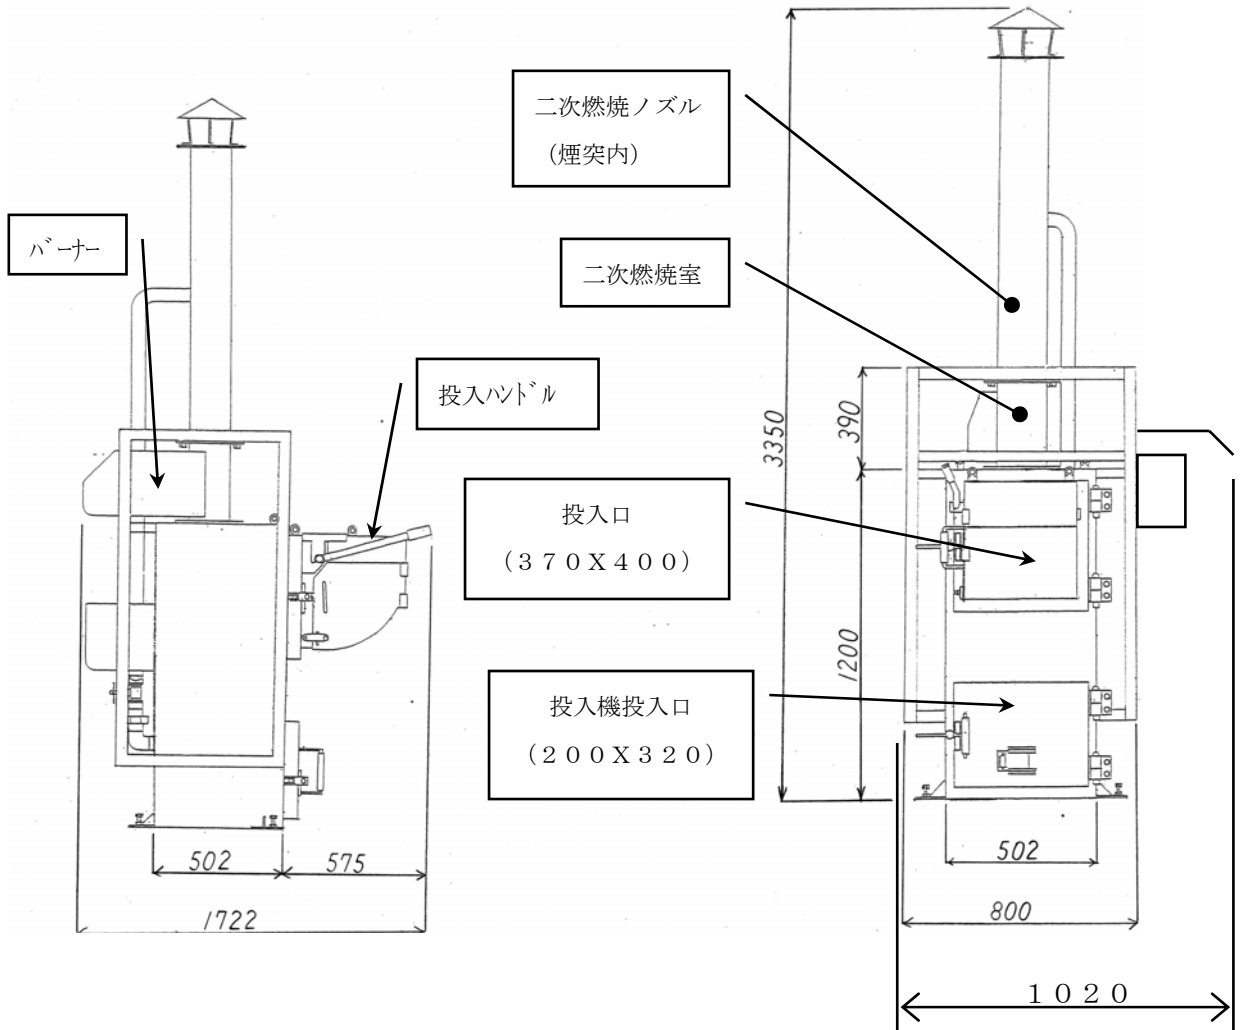 二次燃焼ノズル
(煙突内)
バーナー
二次燃焼室
投入ハンドル
3350
390
投入口
(370X400)
1200
投入機投入口
(200X320)
502
575
1722
502
800
1020